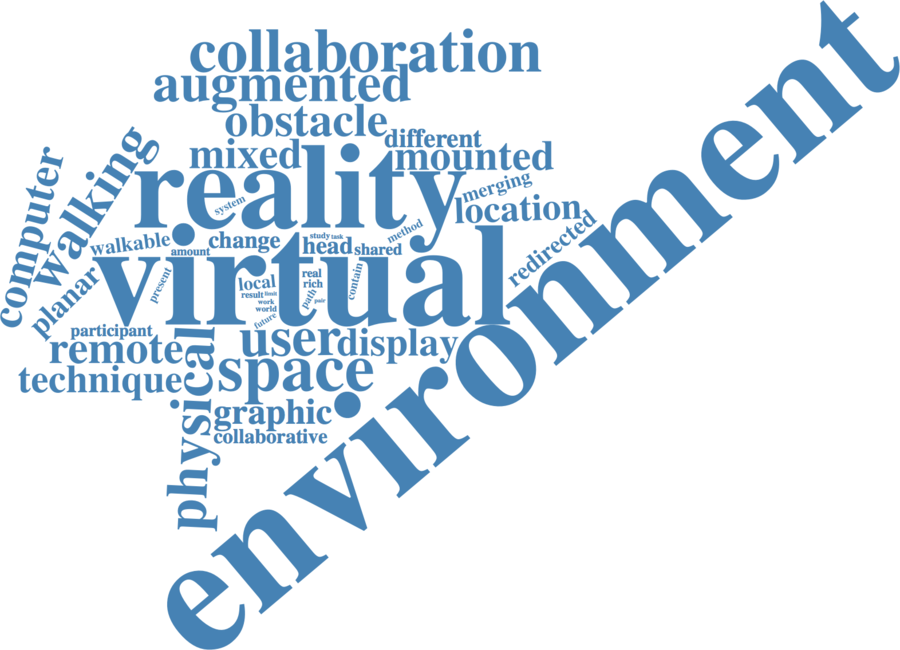 collaboration
augmented
obstacle
different
mixed
mounted
computer
walking
reality
merging
system
location
method
redirected
walkable
change
study
task
head
shared
amount
virtual
planar
present
local
real
rich
contain
result
limit
path
pair
work
world
future
participant
user
display
remote
physical
space
technique
graphic
collaborative
environment